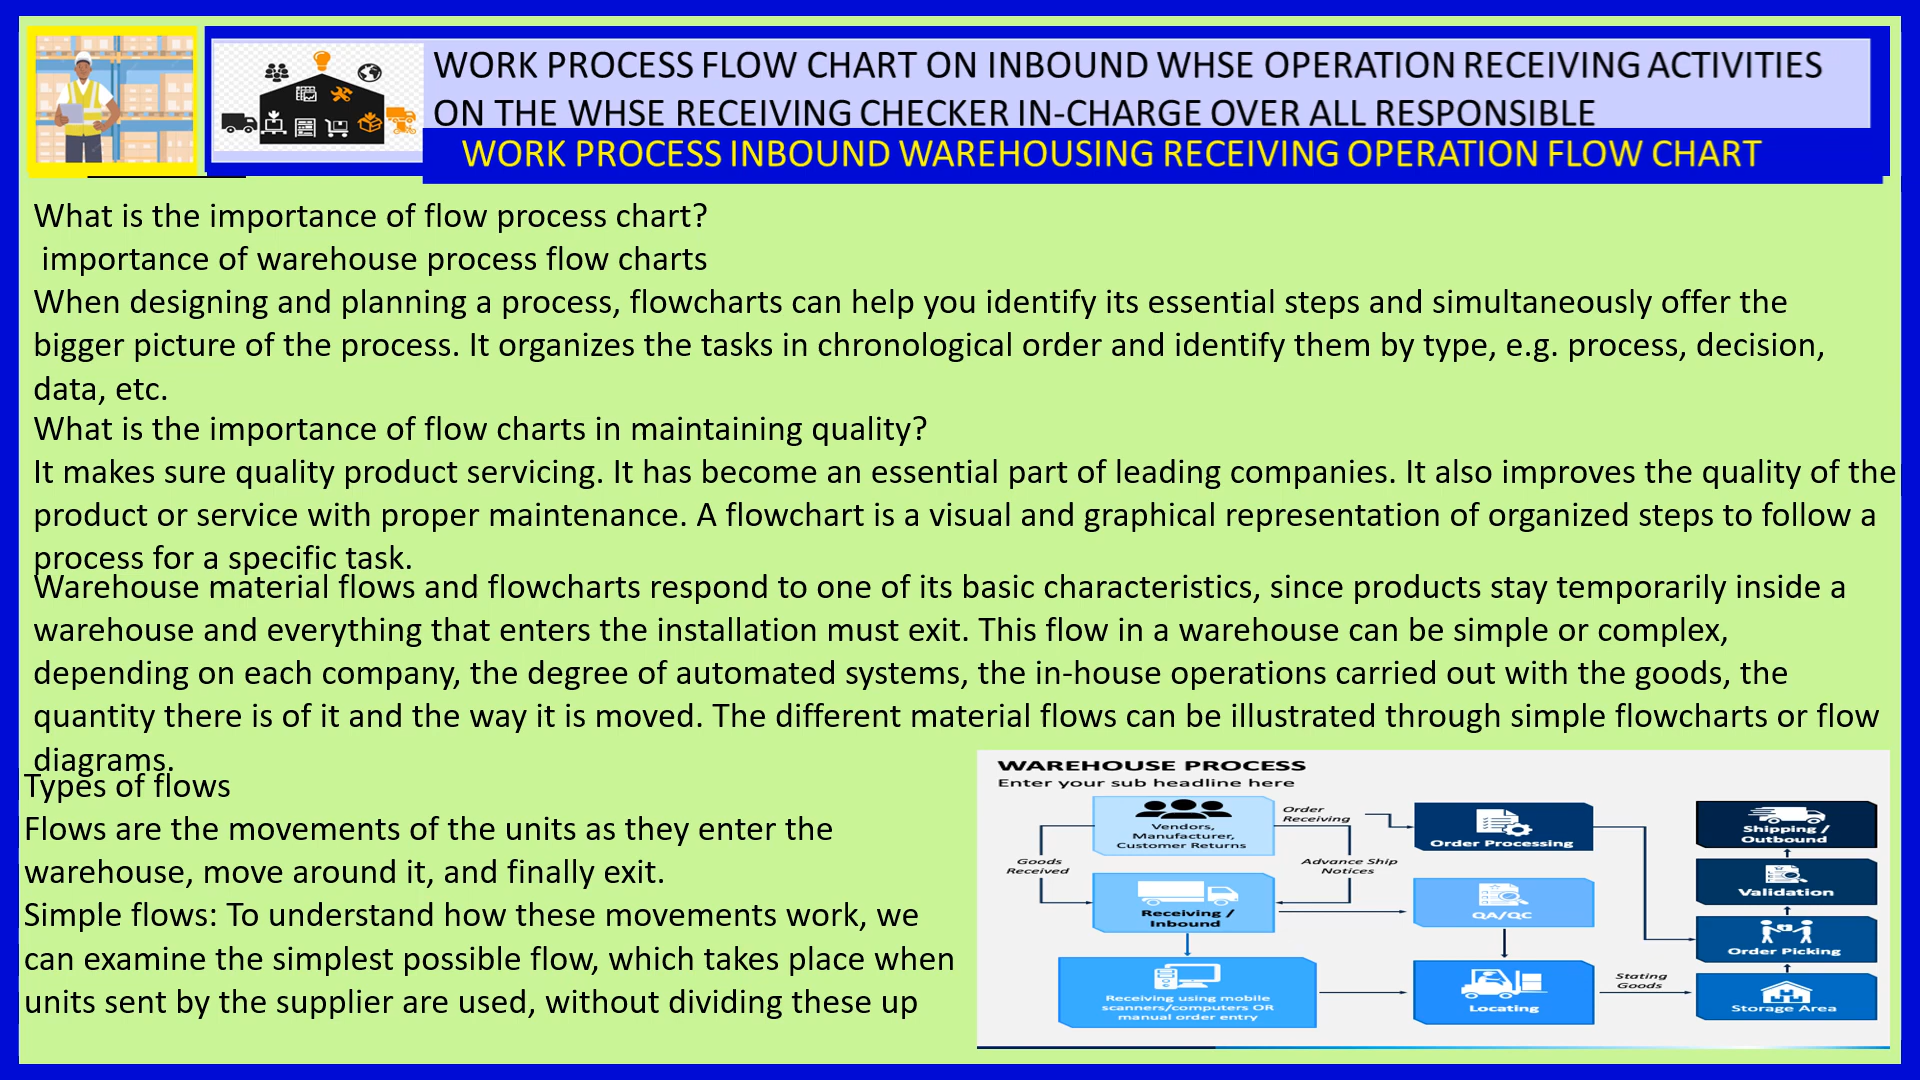 WORK PROCESS FLOW CHART ON INBOUND WHSE OPERATION RECEIVING ACTIVITIES
ON THE WHSE RECEIVING CHECKER IN-CHARGE OVER ALL RESPONSIBLE
WORK PROCESS INBOUND WAREHOUSING RECEIVING OPERATION FLOW CHART
What is the importance of flow process chart?
importance of warehouse process flow charts
When designing and planning a process, flowcharts can help you identify its essential steps and simultaneously offer the
bigger picture of the process. It organizes the tasks in chronological order and identify them by type, e.g. process, decision,
data, etc.
What is the importance of flow charts in maintaining quality?
It makes sure quality product servicing. It has become an essential part of leading companies. It also improves the quality of the
product or service with proper maintenance. A flowchart is a visual and graphical representation of organized steps to follow a
process for a specific task.
Warehouse material flows and flowcharts respond to one of its basic characteristics, since products stay temporarily inside a
warehouse and everything that enters the installation must exit. This flow in a warehouse can be simple or complex,
depending on each company, the degree of automated systems, the in-house operations carried out with the goods, the
quantity there is of it and the way it is moved. The different material flows can be illustrated through simple flowcharts or flow
diagrams.
Types of flows
Flows are the movements of the units as they enter the
warehouse, move around it, and finally exit.
Simple flows: To understand how these movements work, we
can examine the simplest possible flow, which takes place when
units sent by the supplier are used, without dividing these up
WAREHOUSE PROCESS
Enter your sub headline here
Vendors,
Manufacturer,
Customer Returns
Order
Receiving
Order Processing
Shipping /
Outbound
Goods
Received
Advance Ship
Notices
Validation
Receiving /
Inbound
QA/QC
Order Picking
Receiving using mobile
scanners/computers OR
manual order entry
Locating
Stating
Goods
Storage Area